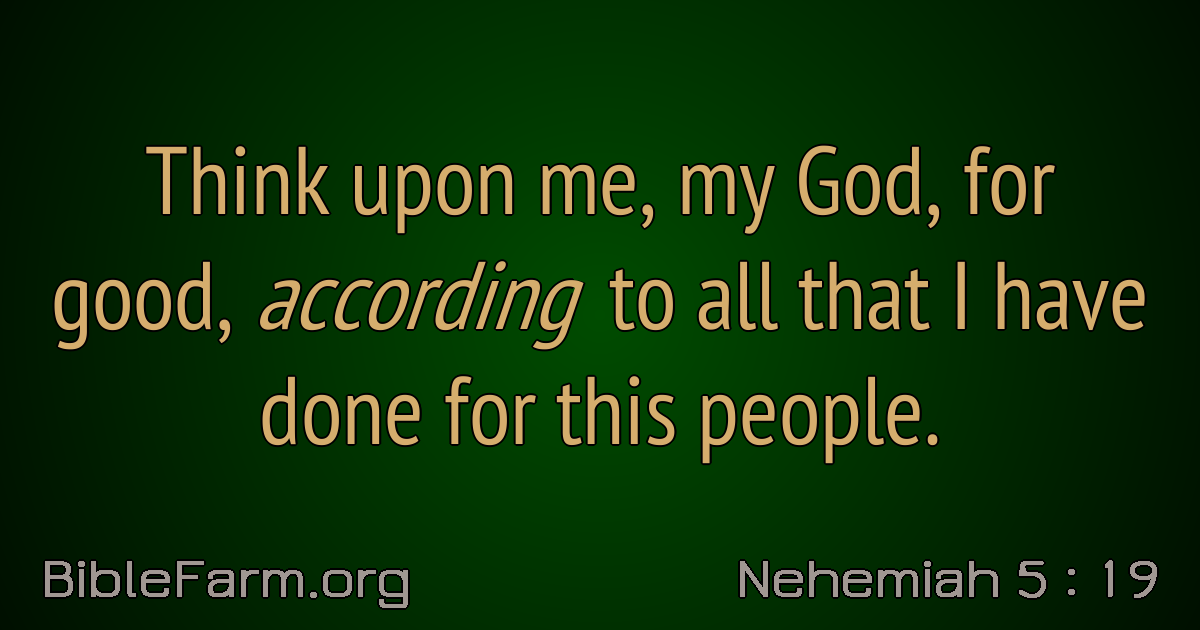 Think upon me, my God, for
good, according to all that I have
done for this people.
BibleFarm.org
Nehemiah 5 : 19